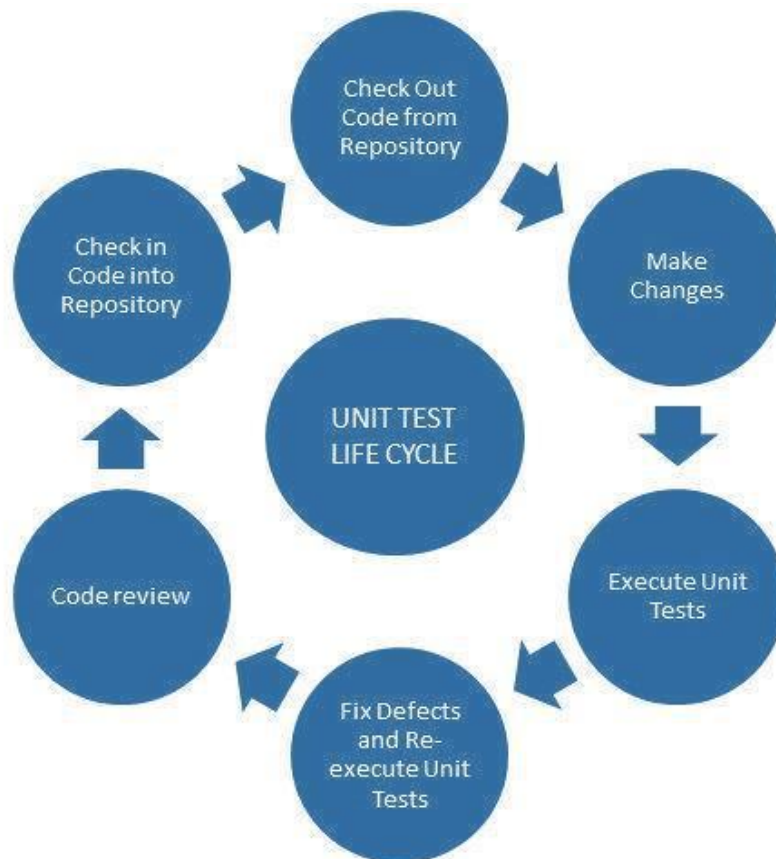 Check Out
Code from
Repository
Make
Changes
Execute Unit
Tests
Fix Defects
and Re-
execute Unit
Tests
Code review
Check in
Code into
Repository
UNIT TEST
LIFE CYCLE